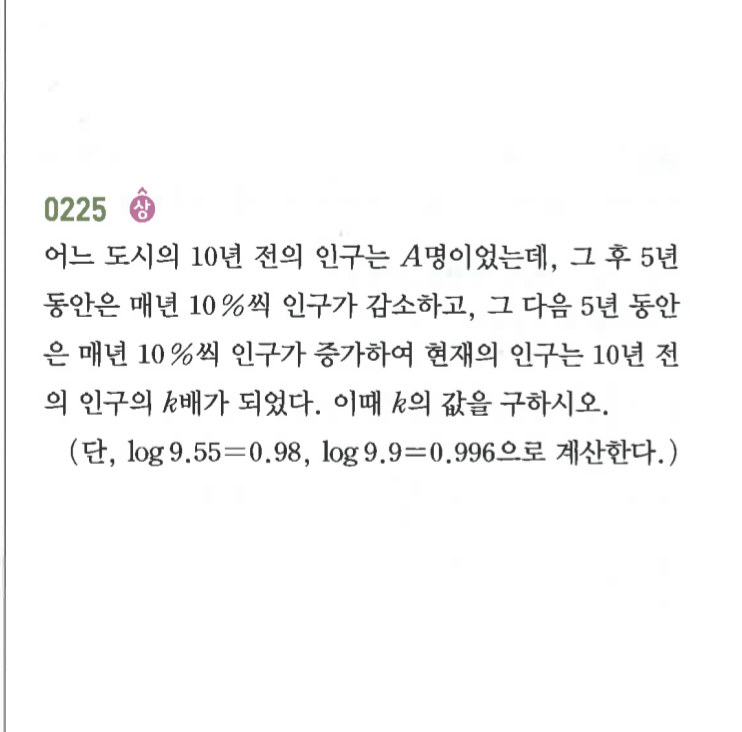 0225 상
어느 도시의 10년 전의 인구는 A명이었는데, 그 후 5년
동안은 매년 10%씩 인구가 감소하고, 그 다음 5년 동안
은 매년 10%씩 인구가 증가하여 현재의 인구는 10년 전
의 인구의 k배가 되었다. 이때 k의 값을 구하시오.
(단, log 9.55=0.98, log 9.9=0.996으로 계산한다.)